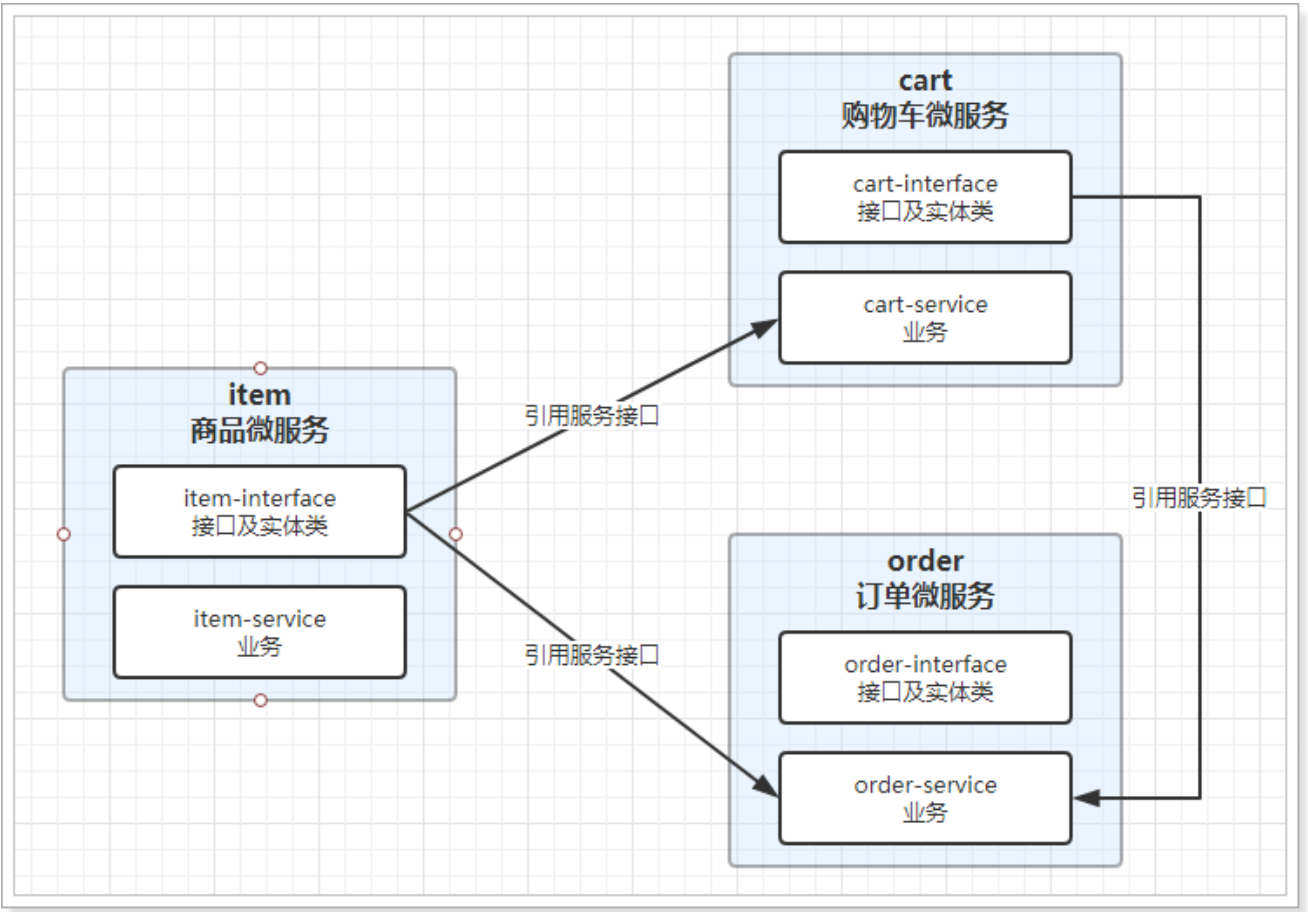 cart
购物车微服务
cart-interface
接口及实体类
cart-service
业务
引用服务接口
item
商品微服务
item-interface
接口及实体类
item-service
业务
引用服务接口
引用服务接口
order
订单微服务
order-interface
接口及实体类
order-service
业务